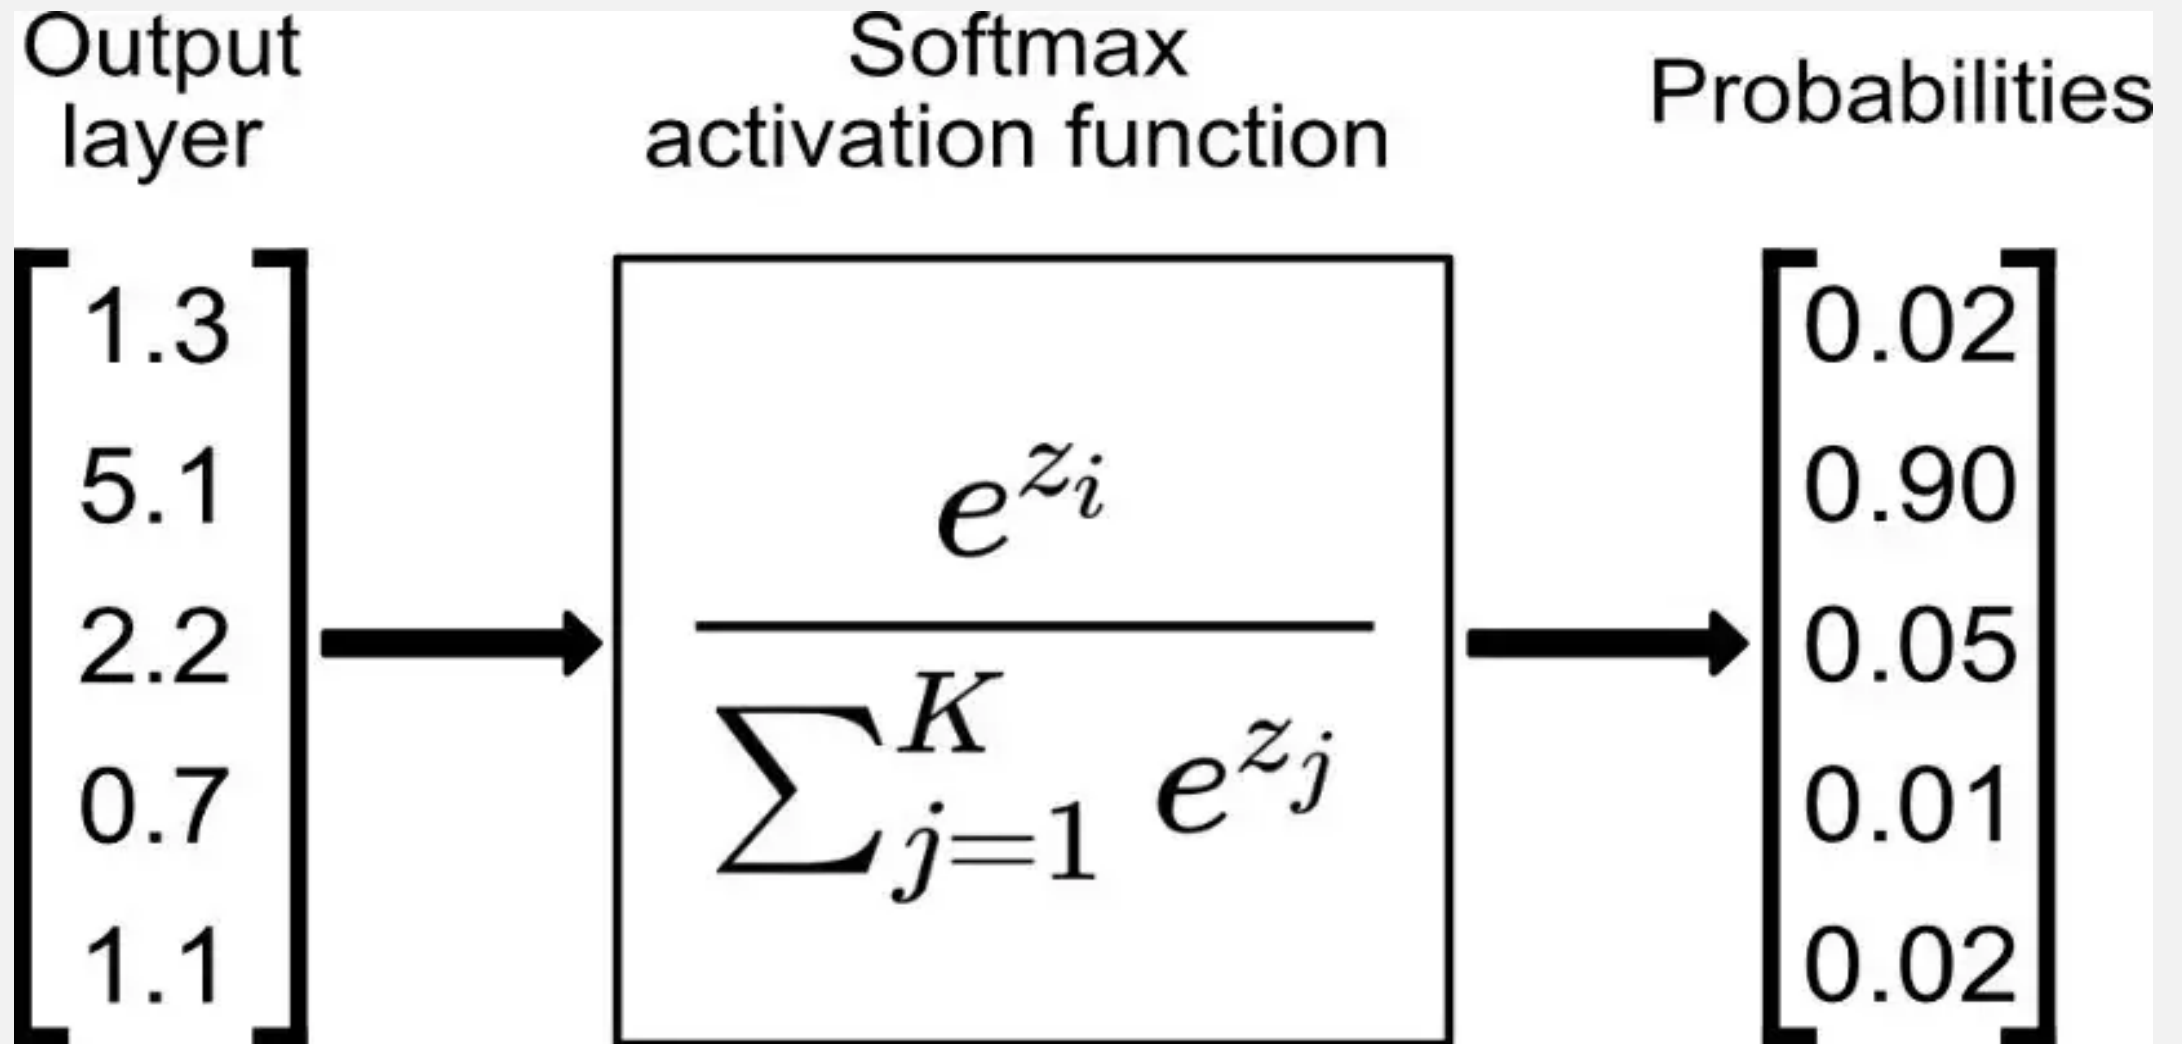 Output
layer
Softmax
activation function
Probabilities
1.3
5.1
2.2
0.7
1.1
e^{z_i}
∑_{j=1}^{K} e^{z_j}
0.02
0.90
0.05
0.01
0.02